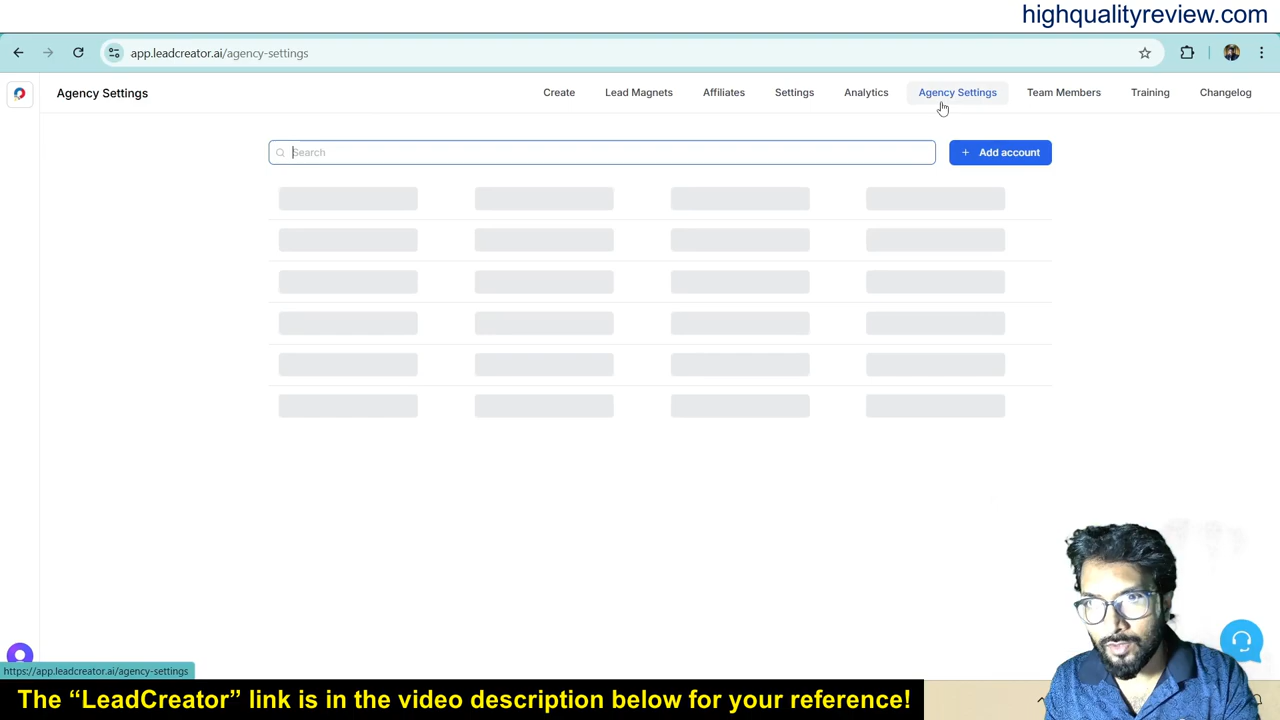 highqualityreview.com
app.leadcreator.ai/agency-settings
Agency Settings
Create
Lead Magnets
Affiliates
Settings
Analytics
Agency Settings
Team Members
Training
Changelog
Search
+ Add account
https://app.leadcreator.ai/agency-settings
The “LeadCreator” link is in the video description below for your reference!